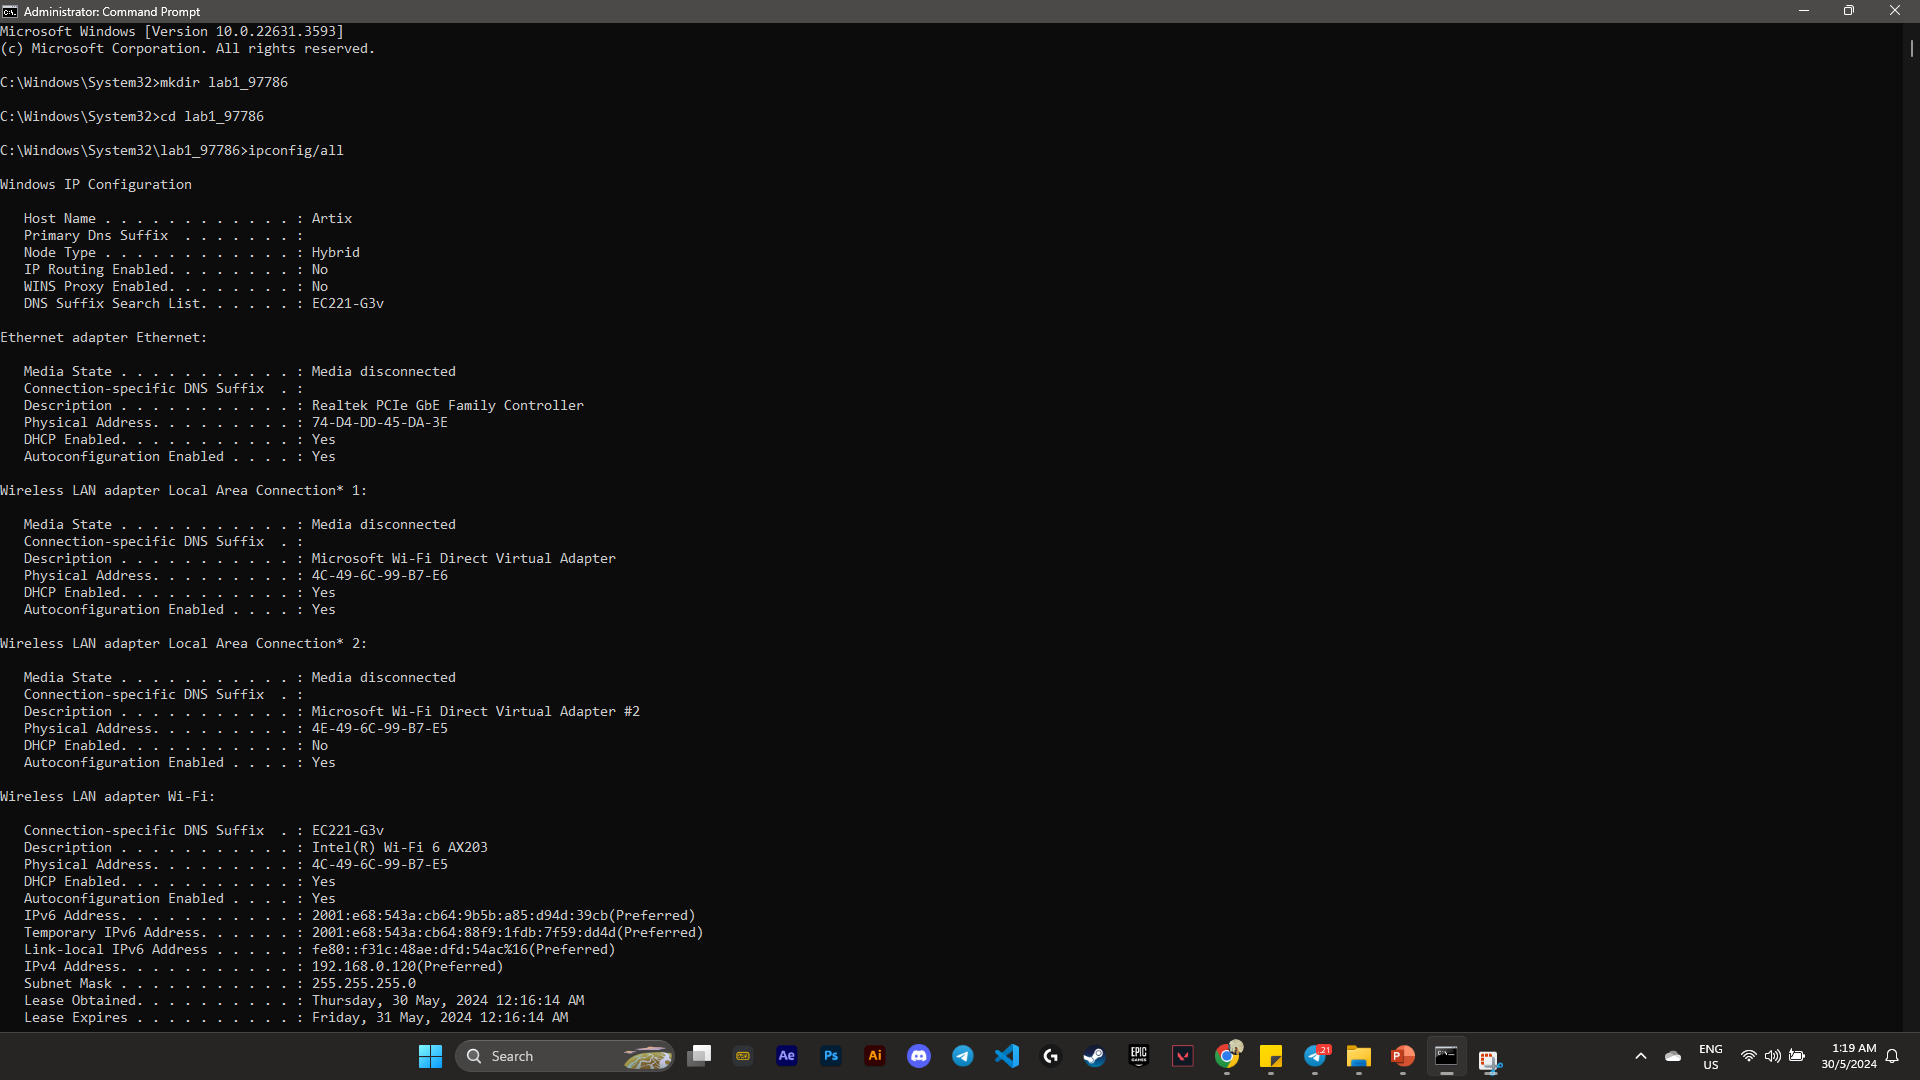 Administrator: Command Prompt
Microsoft Windows [Version 10.0.22631.3593]
(c) Microsoft Corporation. All rights reserved.
C:\Windows\System32>mkdir lab1_97786
C:\Windows\System32>cd lab1_97786
C:\Windows\System32\lab1_97786>ipconfig/all
Windows IP Configuration
Host Name . . . . . . . . . . . . : Artix
Primary Dns Suffix  . . . . . . . :
Node Type . . . . . . . . . . . . : Hybrid
IP Routing Enabled. . . . . . . . : No
WINS Proxy Enabled. . . . . . . . : No
DNS Suffix Search List. . . . . . : EC221-G3v
Ethernet adapter Ethernet:
Media State . . . . . . . . . . . : Media disconnected
Connection-specific DNS Suffix  . :
Description . . . . . . . . . . . : Realtek PCIe GbE Family Controller
Physical Address. . . . . . . . . : 74-D4-DD-45-DA-3E
DHCP Enabled. . . . . . . . . . . : Yes
Autoconfiguration Enabled . . . . : Yes
Wireless LAN adapter Local Area Connection* 1:
Media State . . . . . . . . . . . : Media disconnected
Connection-specific DNS Suffix  . :
Description . . . . . . . . . . . : Microsoft Wi-Fi Direct Virtual Adapter
Physical Address. . . . . . . . . : 4C-49-6C-99-B7-E6
DHCP Enabled. . . . . . . . . . . : Yes
Autoconfiguration Enabled . . . . : Yes
Wireless LAN adapter Local Area Connection* 2:
Media State . . . . . . . . . . . : Media disconnected
Connection-specific DNS Suffix  . :
Description . . . . . . . . . . . : Microsoft Wi-Fi Direct Virtual Adapter #2
Physical Address. . . . . . . . . : 4E-49-6C-99-B7-E5
DHCP Enabled. . . . . . . . . . . : No
Autoconfiguration Enabled . . . . : Yes
Wireless LAN adapter Wi-Fi:
Connection-specific DNS Suffix  . : EC221-G3v
Description . . . . . . . . . . . : Intel(R) Wi-Fi 6 AX203
Physical Address. . . . . . . . . : 4C-49-6C-99-B7-E5
DHCP Enabled. . . . . . . . . . . : Yes
Autoconfiguration Enabled . . . . : Yes
IPv6 Address. . . . . . . . . . . : 2001:e68:543a:cb64:9b5b:a85:d94d:39cb(Preferred)
Temporary IPv6 Address. . . . . . : 2001:e68:543a:cb64:88f9:1fdb:7f59:dd4d(Preferred)
Link-local IPv6 Address . . . . . : fe80::f31c:48ae:dfd:54ac%16(Preferred)
IPv4 Address. . . . . . . . . . . : 192.168.0.120(Preferred)
Subnet Mask . . . . . . . . . . . : 255.255.255.0
Lease Obtained. . . . . . . . . . : Thursday, 30 May, 2024 12:16:14 AM
Lease Expires . . . . . . . . . . : Friday, 31 May, 2024 12:16:14 AM
Search
Ae
Ps
Ai
EPIC
GAMES
21
P
ENG
US
1:19 AM
30/5/2024